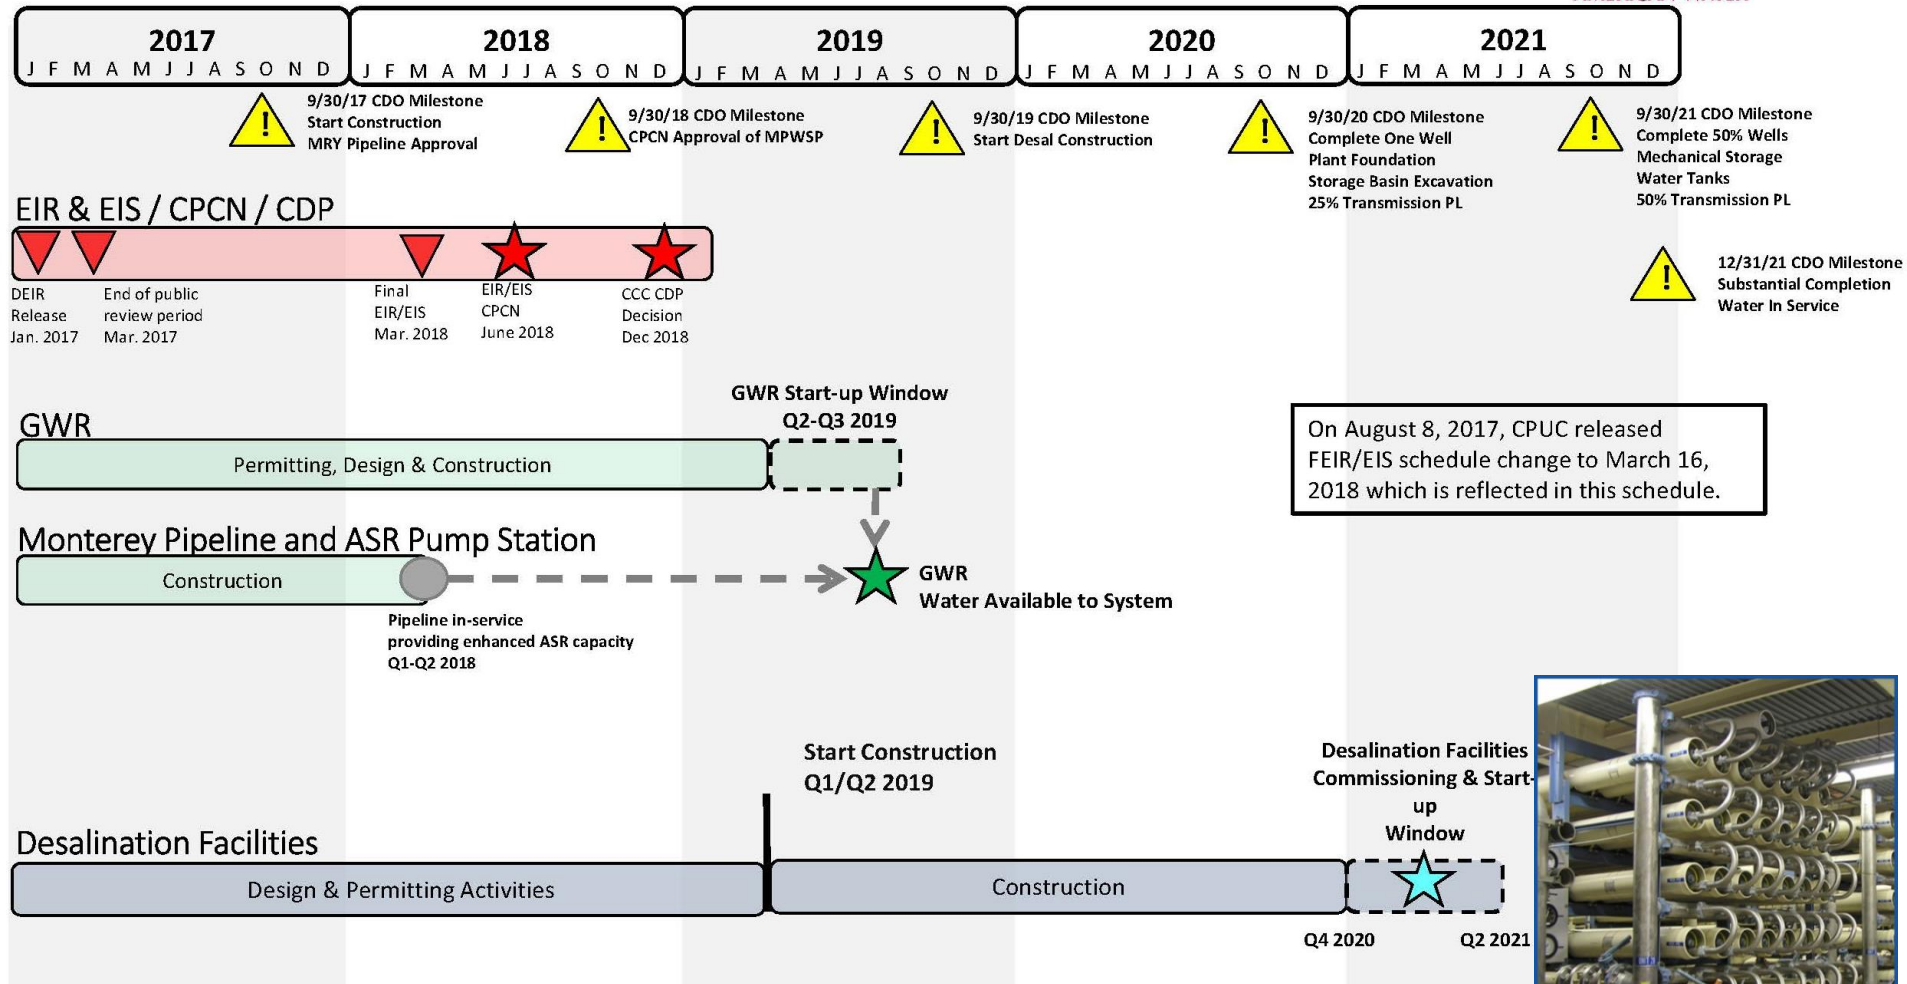 2017
J F M A M J J A S O N D
2018
J F M A M J J A S O N D
2019
J F M A M J J A S O N D
2020
J F M A M J J A S O N D
2021
J F M A M J J A S O N D
9/30/17 CDO Milestone
Start Construction
MRY Pipeline Approval
9/30/18 CDO Milestone
CPCN Approval of MPWSP
9/30/19 CDO Milestone
Start Desal Construction
9/30/20 CDO Milestone
Complete One Well
Plant Foundation
Storage Basin Excavation
25% Transmission PL
9/30/21 CDO Milestone
Complete 50% Wells
Mechanical Storage
Water Tanks
50% Transmission PL
12/31/21 CDO Milestone
Substantial Completion
Water In Service
EIR & EIS / CPCN / CDP
DEIR
Release
Jan. 2017
End of public
review period
Mar. 2017
Final
EIR/EIS
Mar. 2018
EIR/EIS
CPCN
June 2018
CCC CDP
Decision
Dec 2018
GWR Start-up Window
Q2-Q3 2019
GWR
Permitting, Design & Construction
On August 8, 2017, CPUC released
FEIR/EIS schedule change to March 16,
2018 which is reflected in this schedule.
Monterey Pipeline and ASR Pump Station
Construction
Pipeline in-service
providing enhanced ASR capacity
Q1-Q2 2018
GWR
Water Available to System
Start Construction
Q1/Q2 2019
Desalination Facilities
Commissioning & Start-
up
Window
Desalination Facilities
Design & Permitting Activities
Construction
Q4 2020
Q2 2021